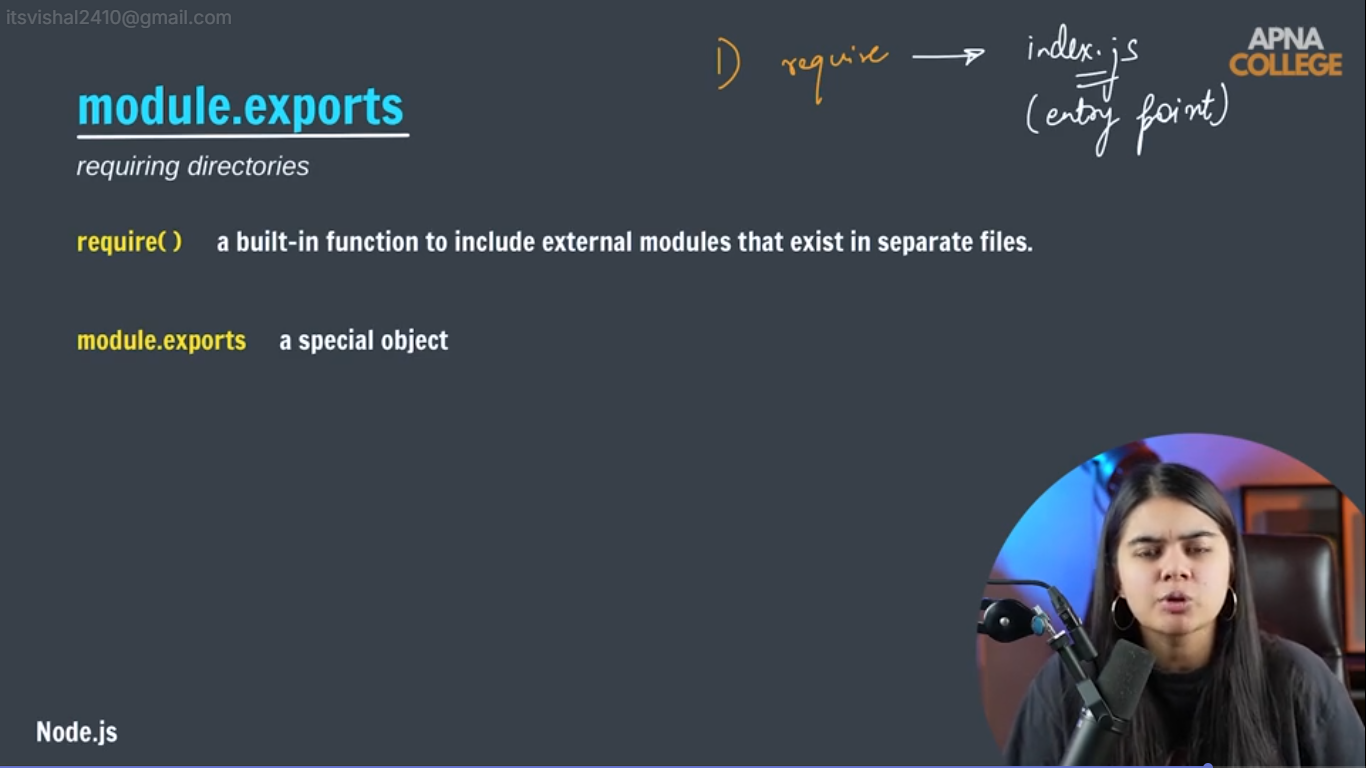 itsvishal2410@gmail.com
1) require → index.js
(entry point)
APNA
COLLEGE
module.exports
requiring directories
require( ) a built-in function to include external modules that exist in separate files.
module.exports a special object
Node.js